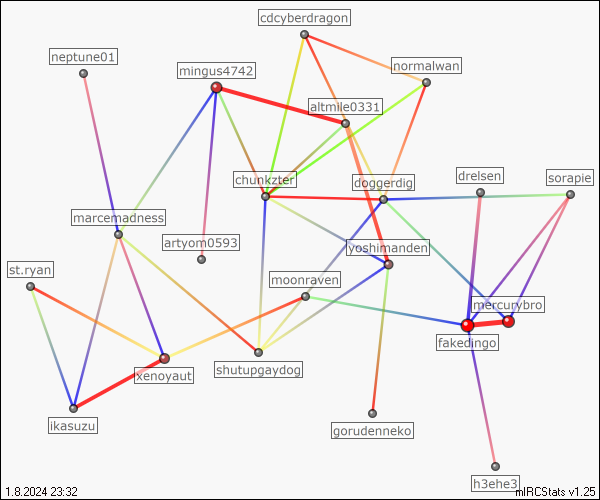 cdcyberdragon
neptune01
normalwan
mingus4742
altmile0331
chunkzter
doggerdig
drelsen
sorapie
marcemadness
artyom0593
yoshimanden
st.ryan
moonraven
mercurybro
fakedingo
xenoyaut
shutupgaydog
ikasuzu
gorudenneko
h3ehe3
1.8.2024 23:32
mIRCStats v1.25